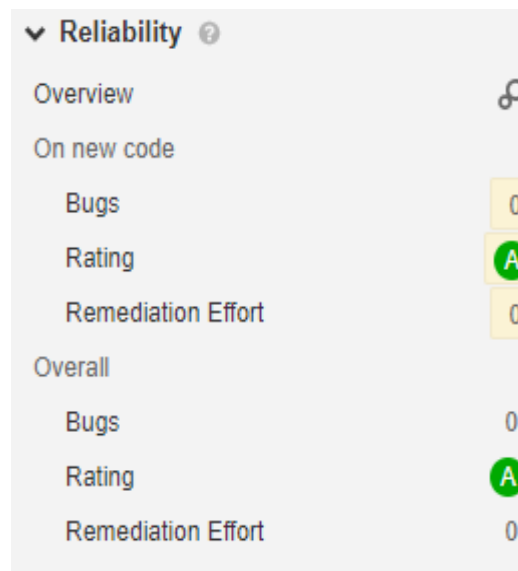 Reliability ?
Overview
On new code
Bugs 0
Rating A
Remediation Effort 0
Overall
Bugs 0
Rating A
Remediation Effort 0